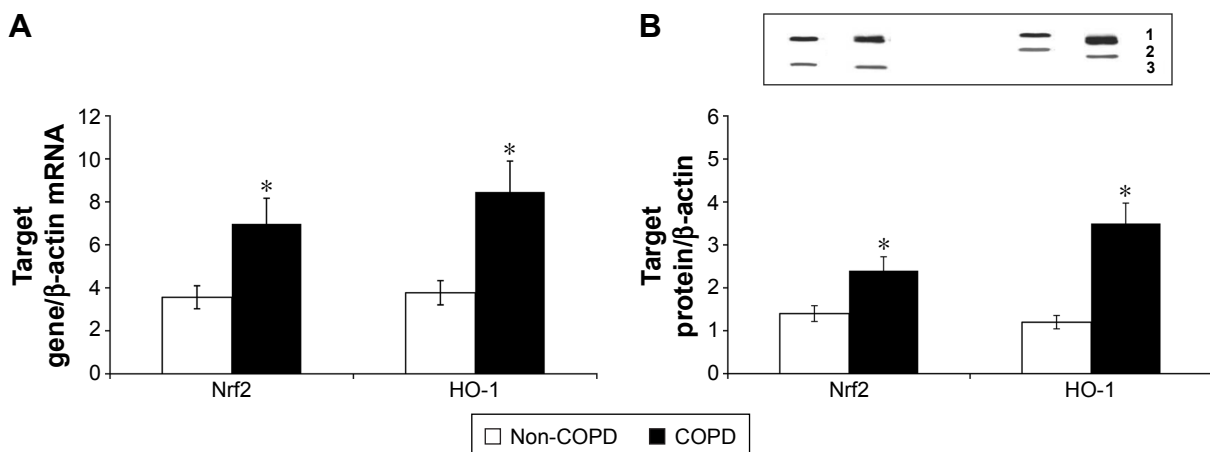 A
Target
gene/β-actin mRNA
12
10
8
6
4
2
0
*
*
Nrf2
HO-1
B
1
2
3
Target
protein/β-actin
6
5
4
3
2
1
0
*
*
Nrf2
HO-1
Non-COPD COPD